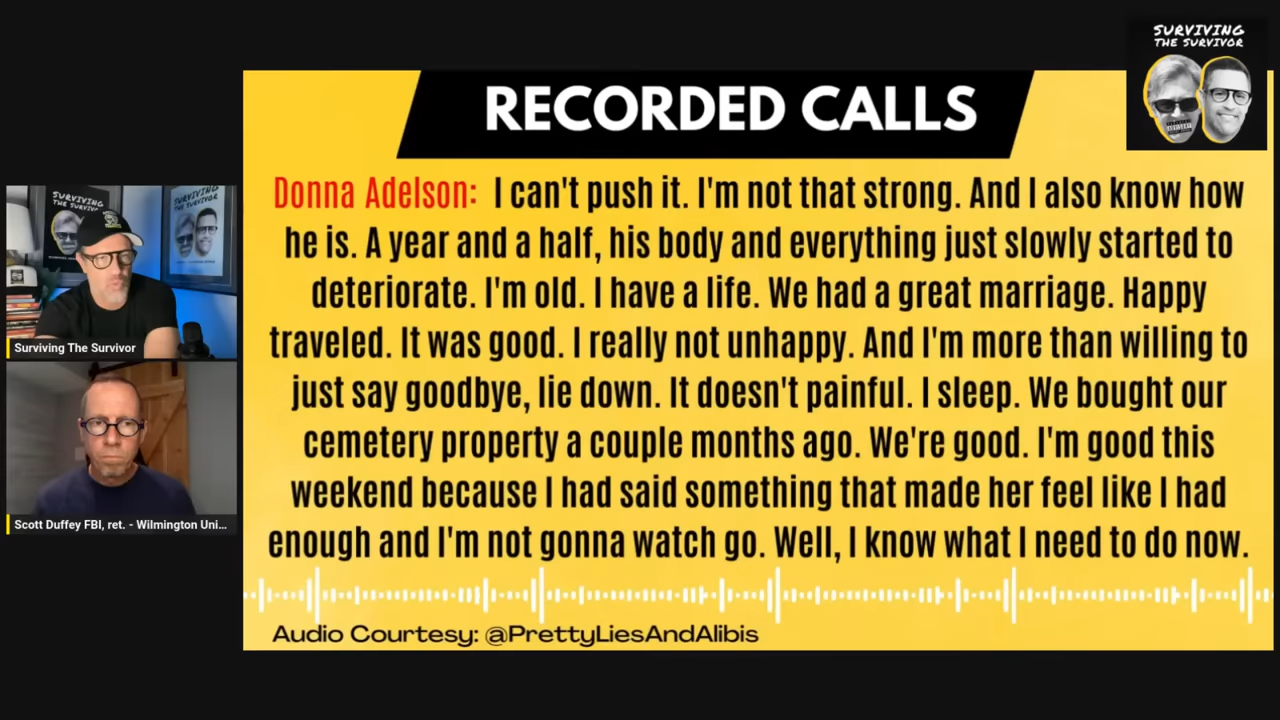 SURVIVING
THE SURVIVOR
RECORDED CALLS
Donna Adelson: I can't push it. I'm not that strong. And I also know how
he is. A year and a half, his body and everything just slowly started to
deteriorate. I'm old. I have a life. We had a great marriage. Happy
traveled. It was good. I really not unhappy. And I'm more than willing to
just say goodbye, lie down. It doesn't painful. I sleep. We bought our
cemetery property a couple months ago. We're good. I'm good this
weekend because I had said something that made her feel like I had
enough and I'm not gonna watch go. Well, I know what I need to do now.
Audio Courtesy: @PrettyLiesAndAlibis
SURVIVING
THE SURVIVOR
Surviving The Survivor
Scott Duffey FBI, ret. - Wilmington Uni...